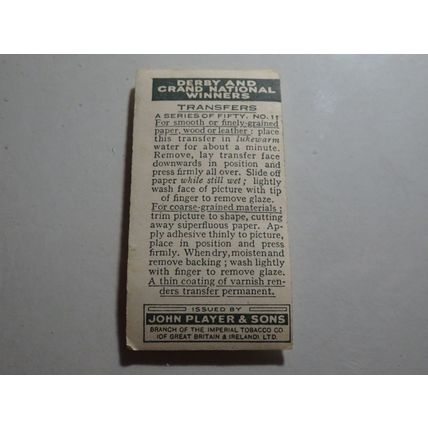 DERBY AND
GRAND NATIONAL
WINNERS
TRANSFERS
A SERIES OF FIFTY. NO. 11
For smooth or finely-grained
paper, wood or leather; place
this transfer in lukewarm
water for about a minute.
Remove, lay transfer face
downwards in position and
press firmly all over. Slide off
paper while still wet; lightly
wash face of picture with tip
of finger to remove glaze.
For coarse-grained materials;
trim picture to shape, cutting
away superfluous paper. Ap-
ply adhesive thinly to picture,
place in position and press
firmly. When dry, moisten and
remove backing; wash lightly
with finger to remove glaze.
A thin coating of varnish ren-
ders transfer permanent.
ISSUED BY
JOHN PLAYER & SONS
BRANCH OF THE IMPERIAL TOBACCO CO.
(OF GREAT BRITAIN & IRELAND), LTD.